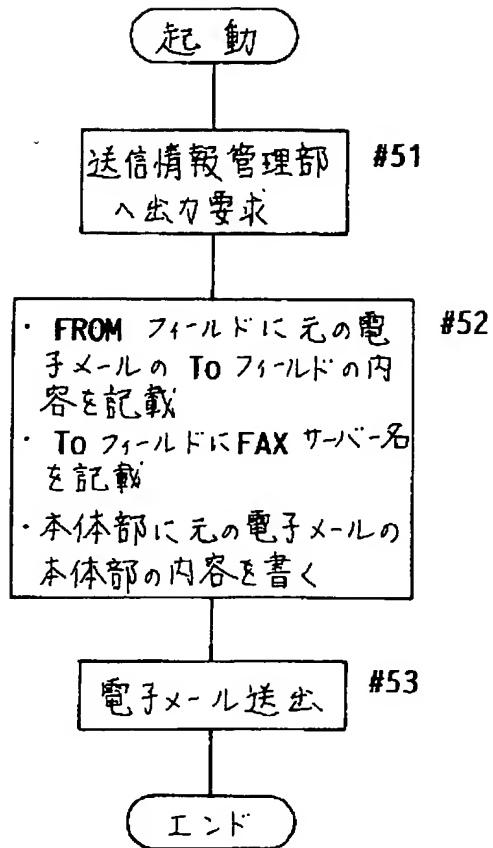 起動
送信情報管理部 #51
へ出力要求
・FROM フィールドに元の電 #52
子メールの To フィールドの内
容を記載
・To フィールドにFAX サーバー名
を記載
・本体部に元の電子メールの
本体部の内容を書く
電子メール送出 #53
エンド